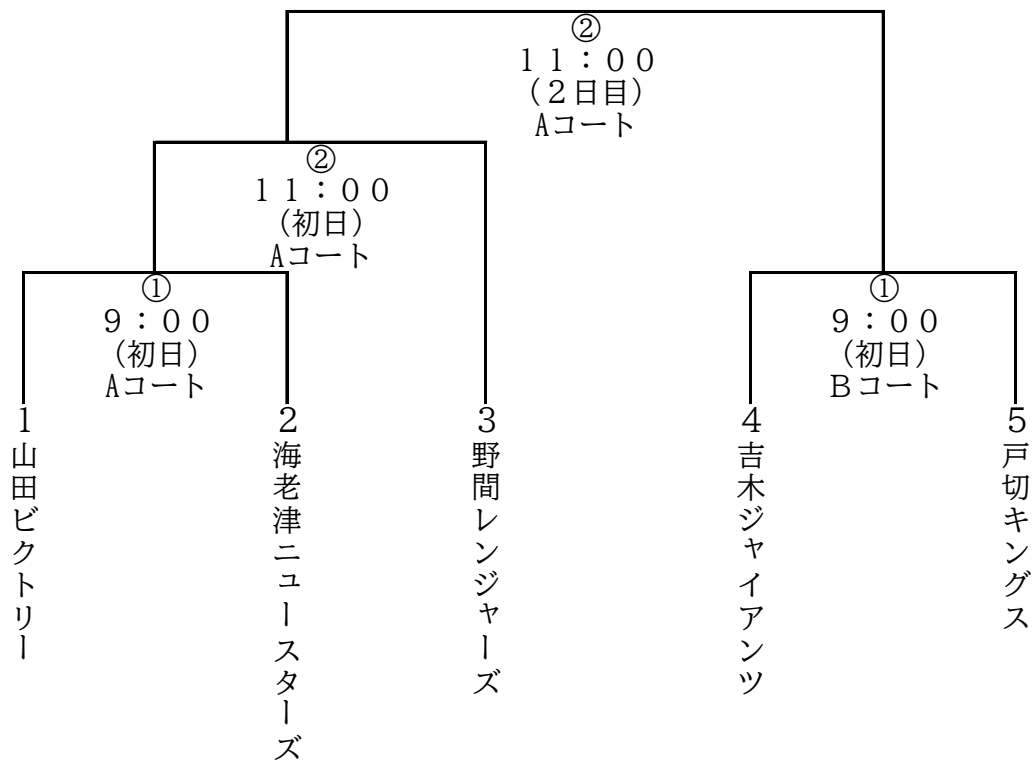 ②
１１：００
（２日目）
Aコート
②
１１：００
（初日）
Aコート
①
９：００
（初日）
Aコート
①
９：００
（初日）
Ｂコート
１山田ビクトリー
２海老津ニュースターズ
３野間レンジャーズ
４吉木ジャイアンツ
５戸切キングス